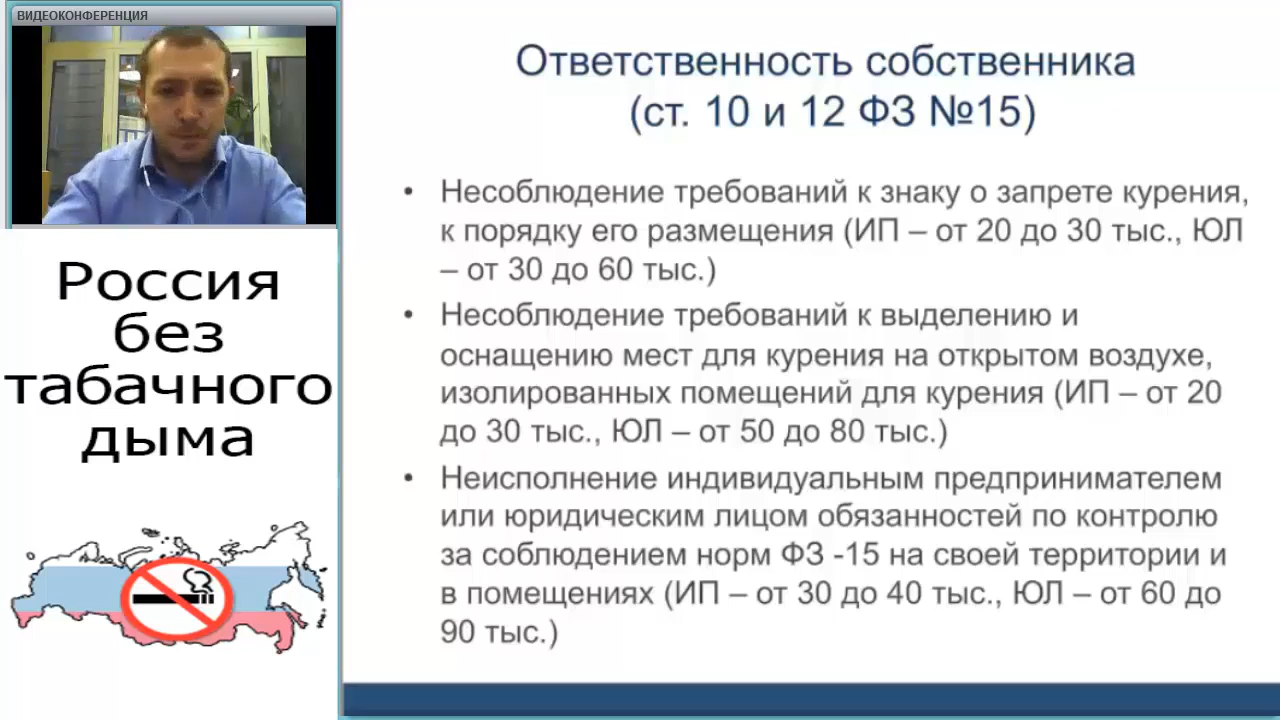 ВИДЕОКОНФЕРЕНЦИЯ
Россия
без
табачного
дыма
Ответственность собственника
(ст. 10 и 12 ФЗ №15)
• Несоблюдение требований к знаку о запрете курения,
к порядку его размещения (ИП – от 20 до 30 тыс., ЮЛ
– от 30 до 60 тыс.)
• Несоблюдение требований к выделению и
оснащению мест для курения на открытом воздухе,
изолированных помещений для курения (ИП – от 20
до 30 тыс., ЮЛ – от 50 до 80 тыс.)
• Неисполнение индивидуальным предпринимателем
или юридическим лицом обязанностей по контролю
за соблюдением норм ФЗ -15 на своей территории и
в помещениях (ИП – от 30 до 40 тыс., ЮЛ – от 60 до
90 тыс.)